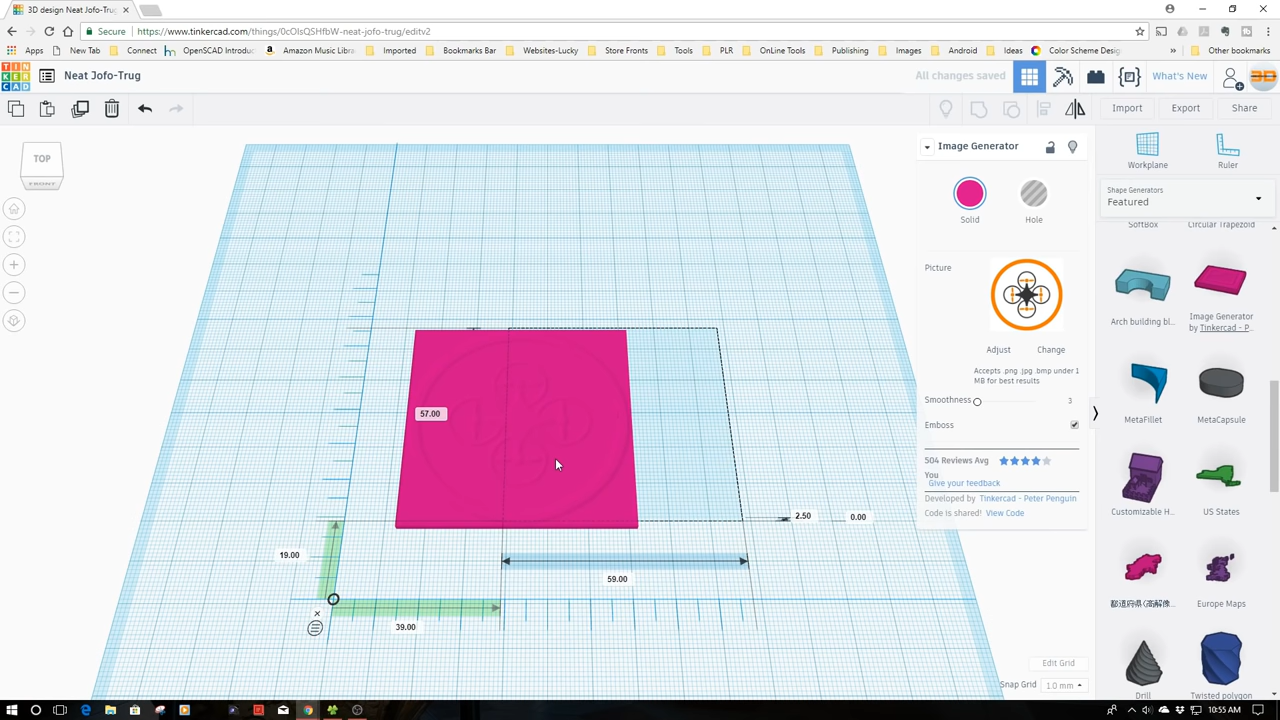 3D design Neat Jofo-Trug
Secure
https://www.tinkercad.com/things/0cOlsQSHfbW-neat-jofo-trug/editv2
Apps New Tab Connect OpenSCAD Introduc Amazon Music Libra Imported Bookmarks Bar Websites-Lucky Store Fronts Tools PLR OnLine Tools Publishing Images Android Ideas Color Scheme Desig » Other bookmarks
TIN
KER
CAD
Neat Jofo-Trug
All changes saved
What's New
3D
Import Export Share
TOP
FRONT
Image Generator
Solid Hole
Picture
Adjust Change
Accepts .png .jpg .bmp under 1
MB for best results
Smoothness 3
Emboss
504 Reviews Avg
You
Give your feedback
Developed by Tinkercad - Peter Penguin
Code is shared! View Code
Workplane Ruler
Shape Generators
Featured
SoftBox Circular Trapezoid
Arch building bl... Image Generator
by Tinkercad - P...
MetaFillet MetaCapsule
Customizable H... US States
Europe Maps
Drill Twisted polygon
57.00
2.50 0.00
19.00
59.00
39.00
Edit Grid
Snap Grid 1.0 mm
10:55 AM